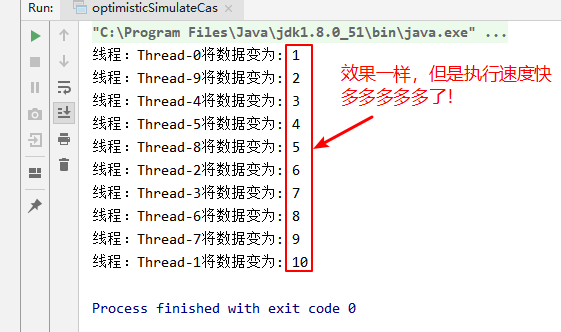 Run:
optimisticSimulateCas
"C:\Program Files\Java\jdk1.8.0_51\bin\java.exe" ...
线程：Thread-0将数据变为: 1
线程：Thread-9将数据变为: 2
线程：Thread-4将数据变为: 3
线程：Thread-5将数据变为: 4
线程：Thread-8将数据变为: 5
线程：Thread-2将数据变为: 6
线程：Thread-3将数据变为: 7
线程：Thread-6将数据变为: 8
线程：Thread-7将数据变为: 9
线程：Thread-1将数据变为: 10
效果一样，但是执行速度快
多多多多多了!
Process finished with exit code 0